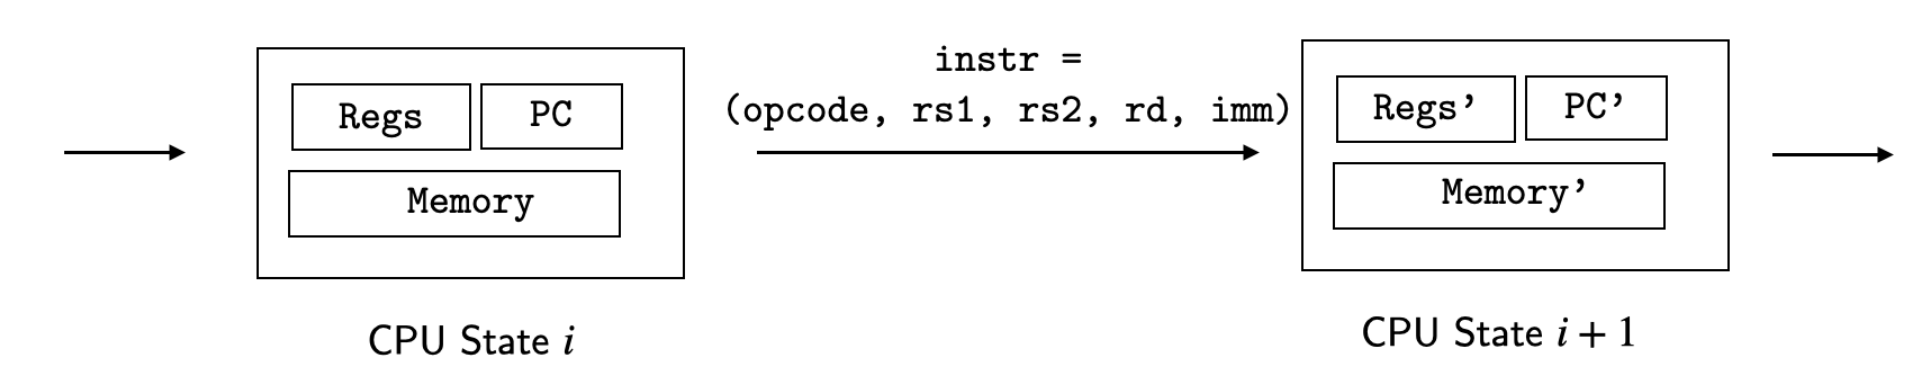 instr =
(opcode, rs1, rs2, rd, imm)
Regs
PC
Memory
CPU State i
Regs’
PC’
Memory’
CPU State i + 1